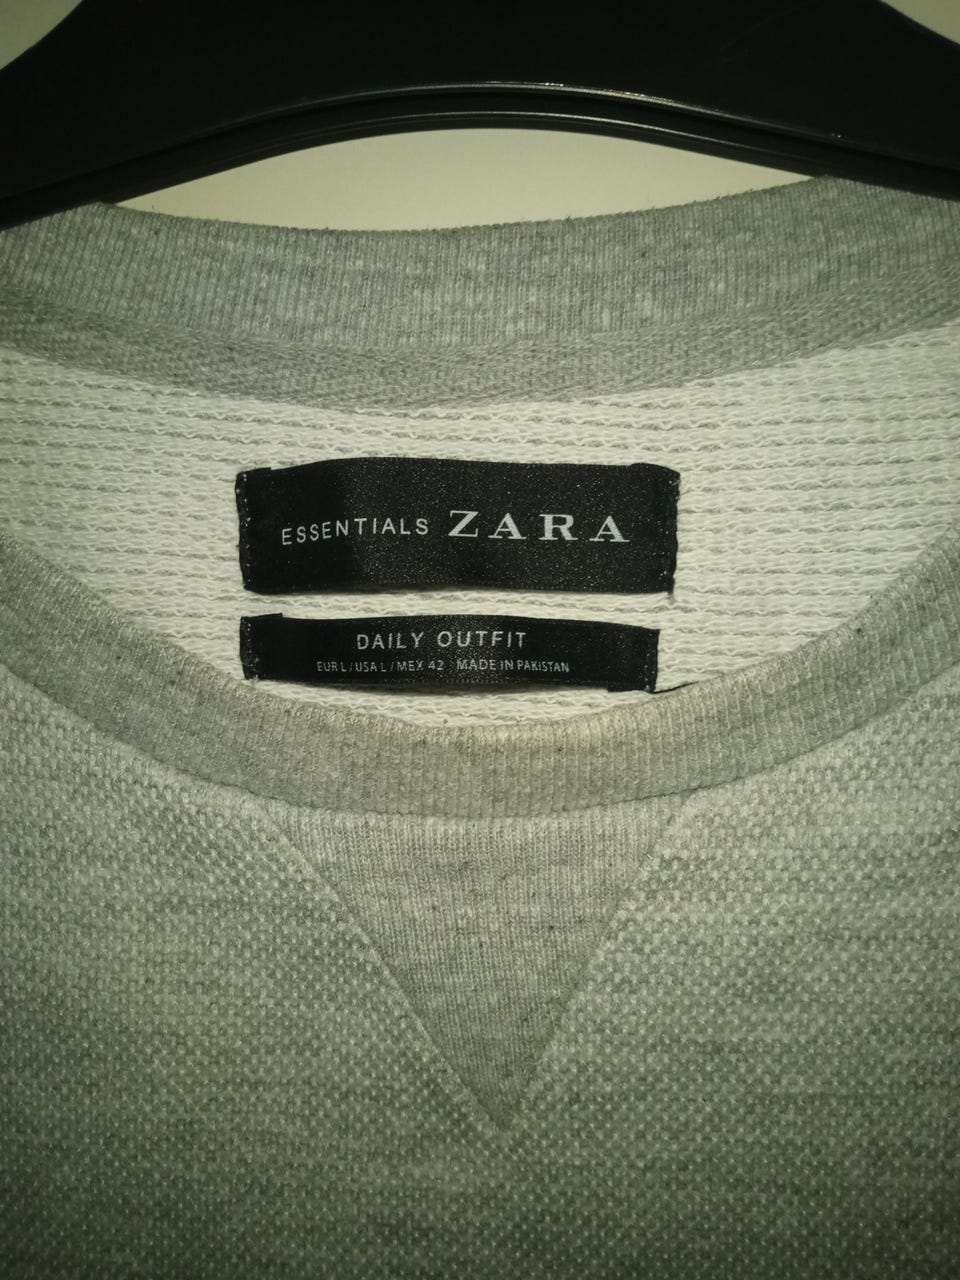 ESSENTIALS ZARA
DAILY OUTFIT
EUR L / USA L / MEX 42 MADE IN PAKISTAN